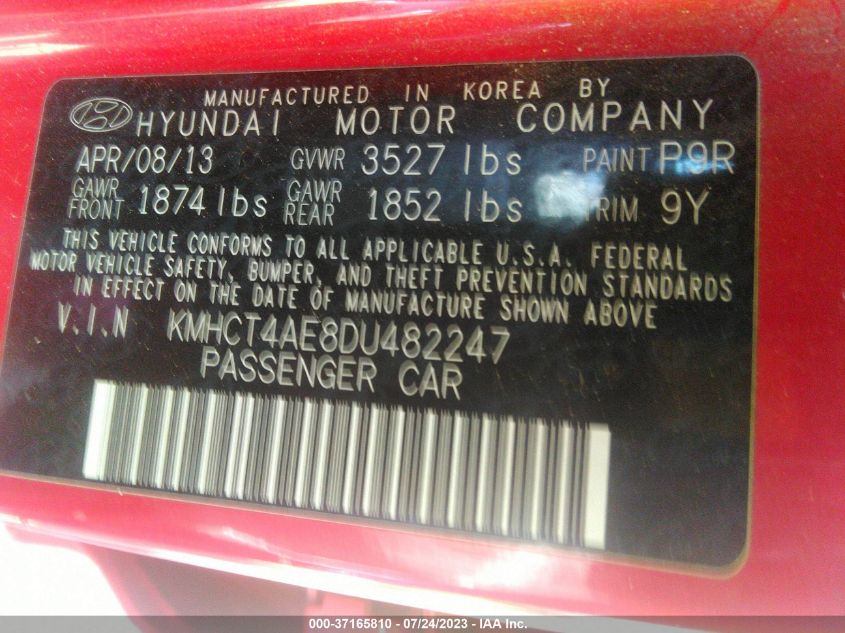 MANUFACTURED IN KOREA BY
HYUNDAI MOTOR COMPANY
APR/08/13 GVWR 3527 lbs PAINT P9R
GAWR FRONT 1874 lbs GAWR REAR 1852 lbs TRIM 9Y
THIS VEHICLE CONFORMS TO ALL APPLICABLE U.S.A. FEDERAL
MOTOR VEHICLE SAFETY, BUMPER, AND THEFT PREVENTION STANDARDS
IN EFFECT ON THE DATE OF MANUFACTURE SHOWN ABOVE
V.I.N KMHCT4AE8DU482247
PASSENGER CAR
000-37165810 - 07/24/2023 - IAA Inc.